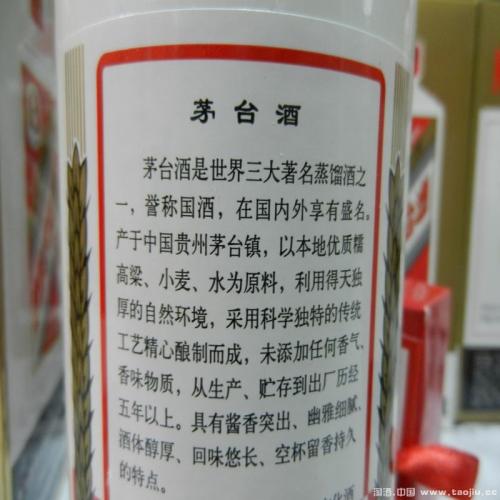 茅台酒
茅台酒是世界三大著名蒸馏酒之
一，誉称国酒，在国内外享有盛名。
产于中国贵州茅台镇，以本地优质糯
高粱、小麦、水为原料，利用得天独
厚的自然环境，采用科学独特的传统
工艺精心酿制而成，未添加任何香气、
香味物质，从生产、贮存到出厂历经
五年以上。具有酱香突出、幽雅细腻、
酒体醇厚、回味悠长、空杯留香持久
的特点。
淘酒.中国 www.taojiu.cc